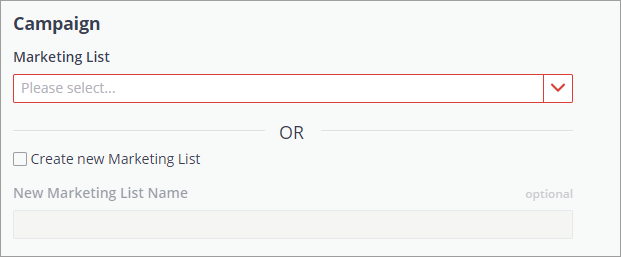 Campaign
Marketing List
Please select...
OR
Create new Marketing List
New Marketing List Name optional